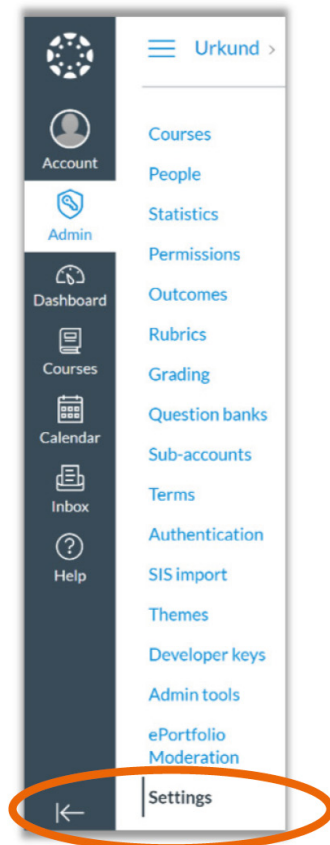 Urkund >
Account
Admin
Dashboard
Courses
Calendar
Inbox
Help
Courses
People
Statistics
Permissions
Outcomes
Rubrics
Grading
Question banks
Sub-accounts
Terms
Authentication
SIS import
Themes
Developer keys
Admin tools
ePortfolio
Moderation
Settings